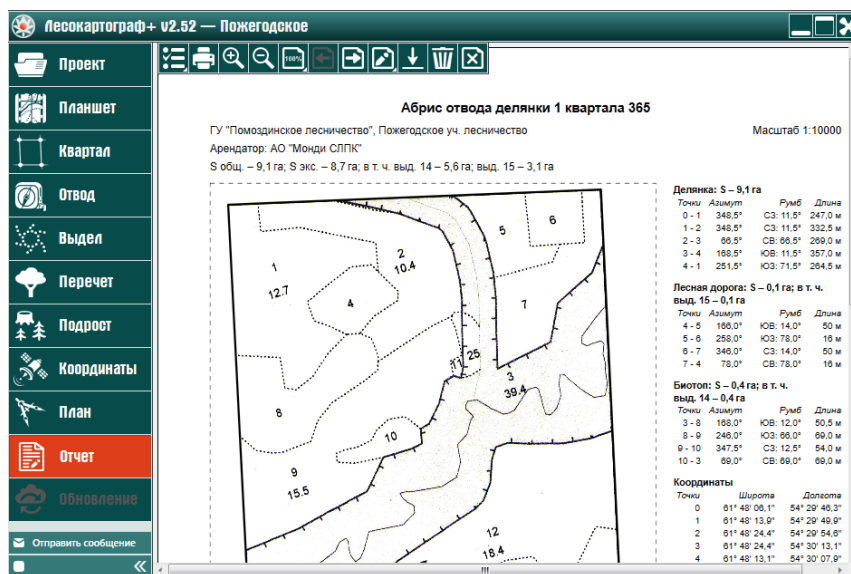 Лесокартограф+ v2.52 — Пожегодское
Проект
Планшет
Квартал
Отвод
Выдел
Перечет
Подрост
Координаты
План
Отчет
Обновление
Отправить сообщение
100%
Абрис отвода делянки 1 квартала 365
ГУ "Помоздинское лесничество", Пожегодское уч. лесничество
Масштаб 1:10000
Арендатор: АО "Монди СЛПК"
S общ. – 9,1 га; S экс. – 8,7 га; в т. ч. выд. 14 – 5,6 га; выд. 15 – 3,1 га
1
12.7
2
10.4
4
5
6
7
8
11
25
3
39.4
10
9
15.5
12
18.4
Делянка: S – 9,1 га
Точки Азимут Румб Длина
0 - 1 348,5° СЗ: 11,5° 247,0 м
1 - 2 348,5° СЗ: 11,5° 332,5 м
2 - 3 66,5° СВ: 66,5° 269,0 м
3 - 4 168,5° ЮВ: 11,5° 357,0 м
4 - 1 251,5° ЮЗ: 71,5° 264,5 м
Лесная дорога: S – 0,1 га; в т. ч.
выд. 15 – 0,1 га
Точки Азимут Румб Длина
4 - 5 166,0° ЮВ: 14,0° 50 м
5 - 6 258,0° ЮЗ: 78,0° 16 м
6 - 7 346,0° СЗ: 14,0° 50 м
7 - 4 78,0° СВ: 78,0° 16 м
Биотоп: S – 0,4 га; в т. ч.
выд. 14 – 0,4 га
Точки Азимут Румб Длина
3 - 8 168,0° ЮВ: 12,0° 50,5 м
8 - 9 246,0° ЮЗ: 66,0° 69,0 м
9 - 10 347,5° СЗ: 12,5° 54,0 м
10 - 3 69,0° СВ: 69,0° 69,0 м
Координаты
Точки Широта Долгота
0 61° 48' 06,1" 54° 29' 46,3"
1 61° 48' 13,9" 54° 29' 49,9"
2 61° 48' 24,4" 54° 29' 54,6"
3 61° 48' 24,4" 54° 30' 13,1"
4 61° 48' 13,1" 54° 30' 07,9"